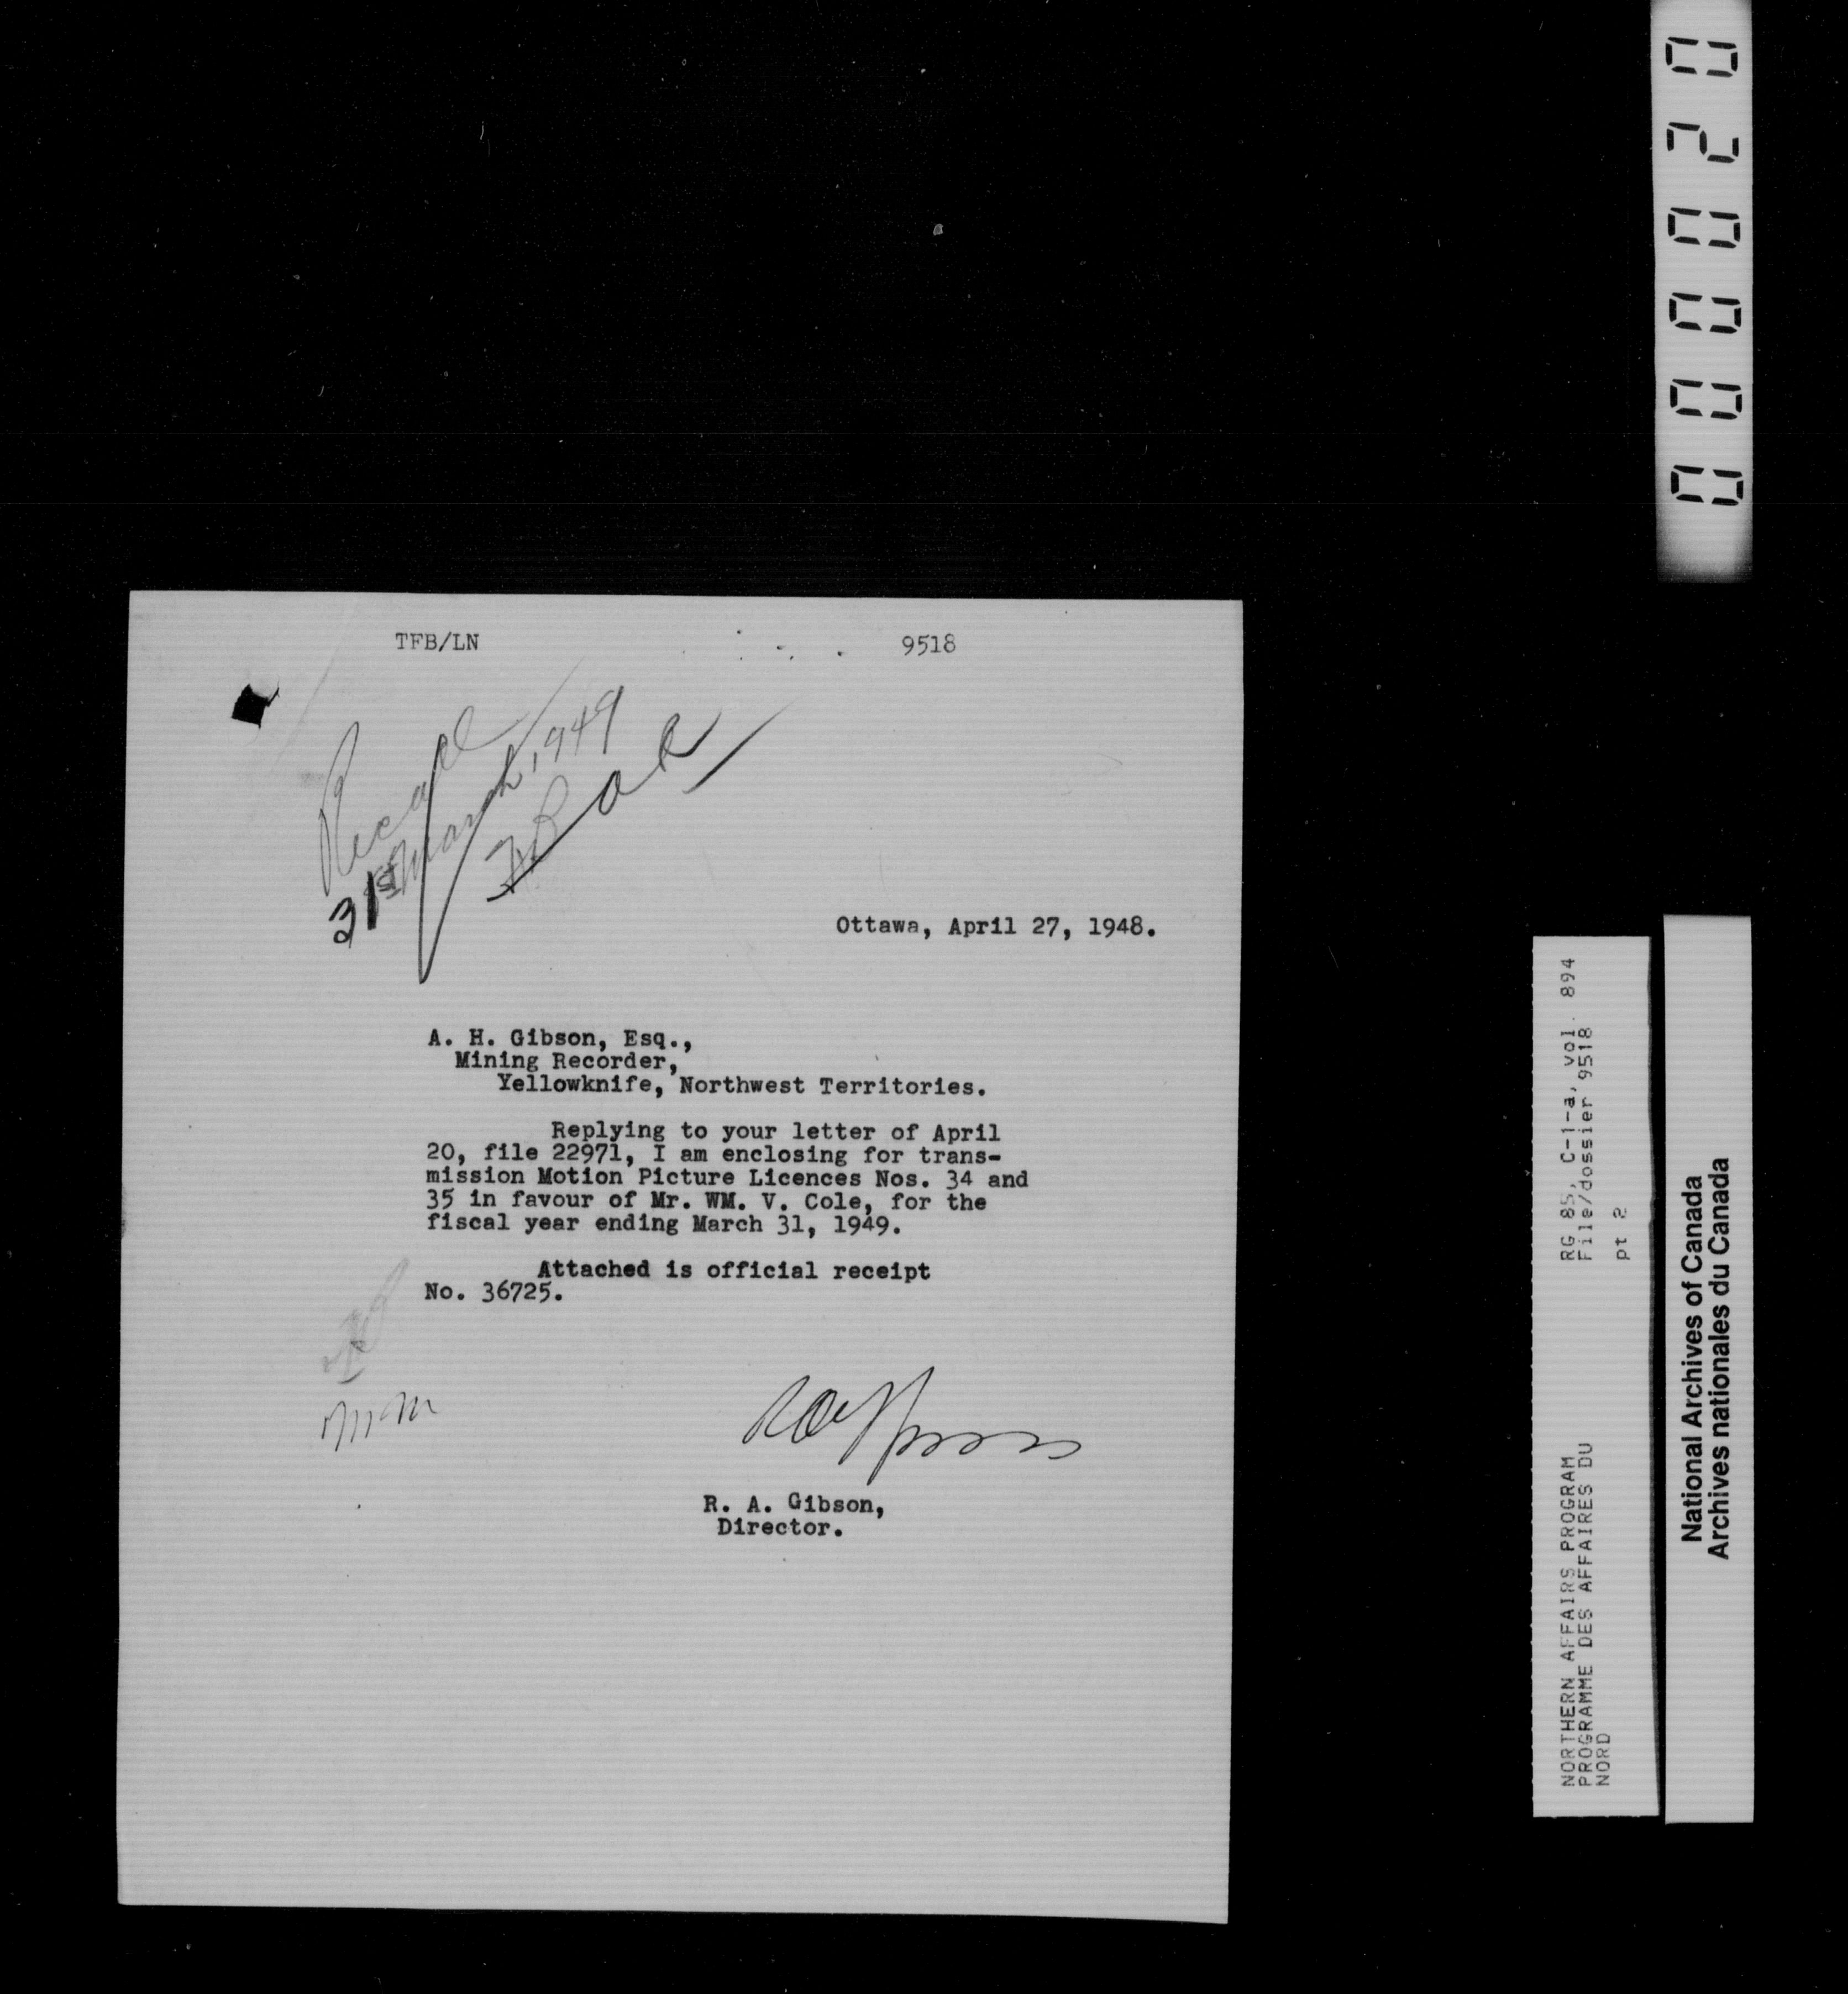 TFB/LN 9518
Recall
31st March, 1949
Ottawa, April 27, 1948.
A. H. Gibson, Esq.,
Mining Recorder,
Yellowknife, Northwest Territories.
Replying to your letter of April
20, file 22971, I am enclosing for trans-
mission Motion Picture Licences Nos. 34 and
35 in favour of Mr. WM. V. Cole, for the
fiscal year ending March 31, 1949.
Attached is official receipt
No. 36725.
R. A. Gibson,
Director.
000020
RG 85, C-1-a, vol. 894
File/dossier 9518
pt 2
NORTHERN AFFAIRS PROGRAM
PROGRAMME DES AFFAIRES DU
NORD
National Archives of Canada
Archives nationales du Canada